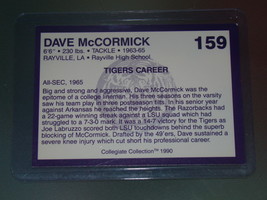 DAVE McCORMICK
159
6'6" • 230 lbs. • TACKLE • 1963-65
RAYVILLE, LA • Rayville High School
TIGERS CAREER
All-SEC, 1965
Big and strong and aggressive, Dave McCormick was the
epitome of a college lineman. His three seasons on the varsity
saw his team play in three postseason hits. In his senior year
against Arkansas he reached the heights. The Razorbacks had
a 22-game winning streak against a LSU squad which had
struggled to a 7-3-0 mark. It was a 14-7 victory for the Tigers as
Joe Labruzzo scored both LSU touchdowns behind the superb
blocking of McCormick. Drafted by the 49'ers, Dave sustained a
severe ankle injury which cut short his professional career.
Collegiate Collection 1990